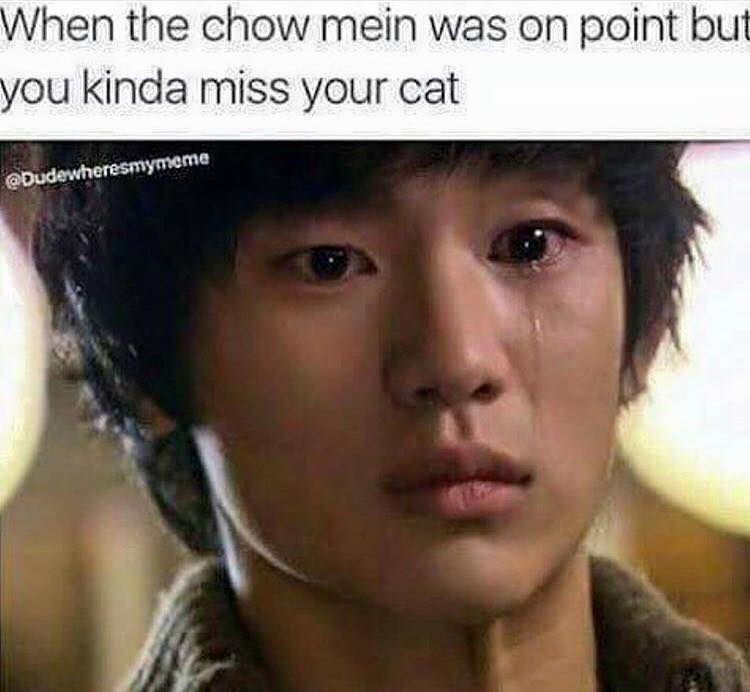 When the chow mein was on point but
you kinda miss your cat
@Dudewheresmymeme